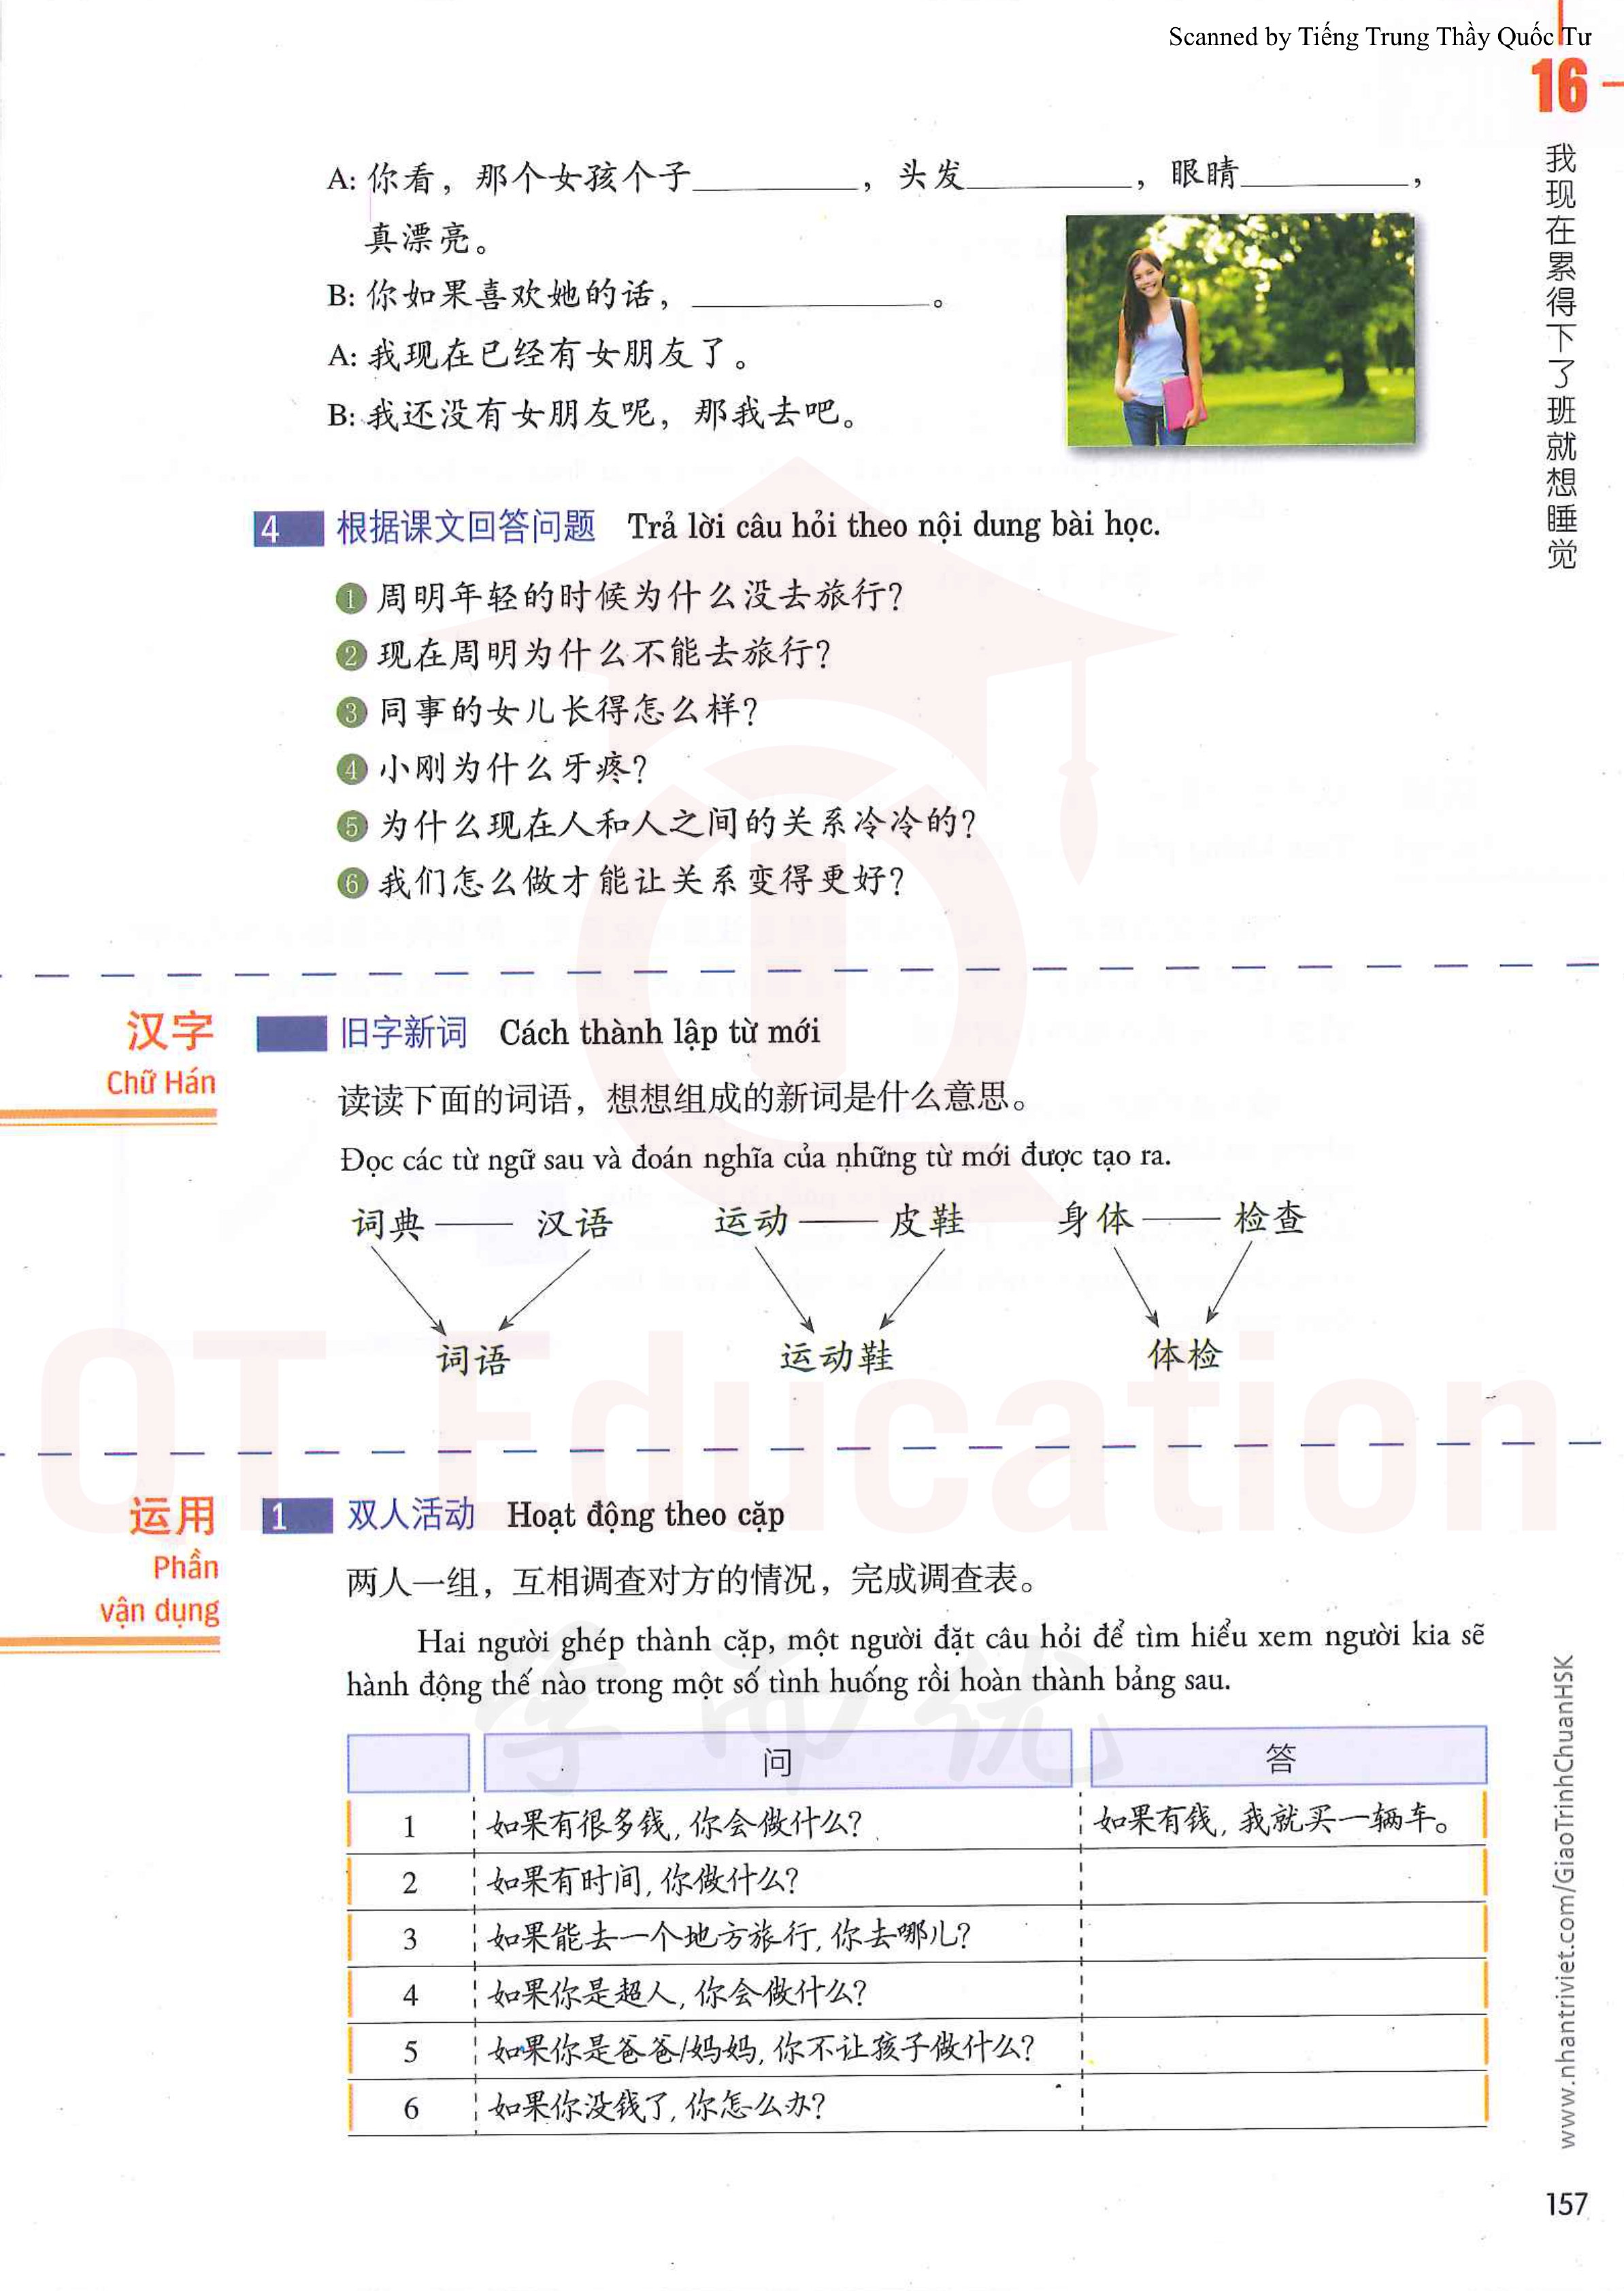 Scanned by Tiếng Trung Thầy Quốc Tư
16
我现在累得下了班就想睡觉
A: 你看，那个女孩个子__________，头发__________，眼睛__________，
真漂亮。
B: 你如果喜欢她的话，______________。
A: 我现在已经有女朋友了。
B: 我还没有女朋友呢，那我去吧。
4 根据课文回答问题 Trả lời câu hỏi theo nội dung bài học.
1 周明年轻的时候为什么没去旅行？
2 现在周明为什么不能去旅行？
3 同事的女儿长得怎么样？
4 小刚为什么牙疼？
5 为什么现在人和人之间的关系冷冷的？
6 我们怎么做才能让关系变得更好？
汉字
Chữ Hán
旧字新词 Cách thành lập từ mới
读读下面的词语，想想组成的新词是什么意思。
Đọc các từ ngữ sau và đoán nghĩa của những từ mới được tạo ra.
词典 —— 汉语 运动 —— 皮鞋 身体 —— 检查
词语 运动鞋 体检
QT Education
运用
Phần
vận dụng
1 双人活动 Hoạt động theo cặp
两人一组，互相调查对方的情况，完成调查表。
Hai người ghép thành cặp, một người đặt câu hỏi để tìm hiểu xem người kia sẽ
hành động thế nào trong một số tình huống rồi hoàn thành bảng sau.
学而优
问 答
1 如果有很多钱，你会做什么？ 如果有钱，我就买一辆车。
2 如果有时间，你做什么？
3 如果能去一个地方旅行，你去哪儿？
4 如果你是超人，你会做什么？
5 如果你是爸爸/妈妈，你不让孩子做什么？
6 如果你没钱了，你怎么办？
www.nhantriviet.com/GiaoTrinhChuanHSK
157